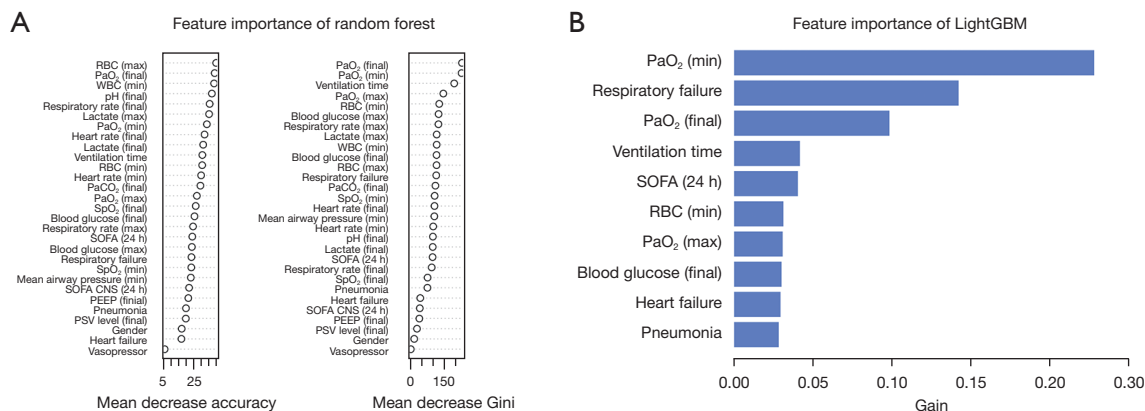 A
Feature importance of random forest
RBC (max)
PaO₂ (final)
WBC (min)
pH (final)
Respiratory rate (final)
Lactate (max)
PaO₂ (min)
Heart rate (final)
Lactate (final)
Ventilation time
RBC (min)
Heart rate (min)
PaCO₂ (final)
PaO₂ (max)
SpO₂ (final)
Blood glucose (final)
Respiratory rate (max)
SOFA (24 h)
Blood glucose (max)
Respiratory failure
SpO₂ (min)
Mean airway pressure (min)
SOFA CNS (24 h)
PEEP (finial)
Pneumonia
PSV level (final)
Gender
Heart failure
Vasopressor
5 25
Mean decrease accuracy
PaO₂ (final)
PaO₂ (min)
Ventilation time
PaO₂ (max)
RBC (min)
Blood glucose (max)
Respiratory rate (max)
Lactate (max)
WBC (min)
Blood glucose (final)
RBC (max)
Respiratory failure
PaCO₂ (final)
SpO₂ (min)
Heart rate (final)
Mean airway pressure (min)
Heart rate (min)
pH (final)
Lactate (final)
SOFA (24 h)
Respiratory rate (final)
SpO₂ (final)
Pneumonia
Heart failure
SOFA CNS (24 h)
PEEP (final)
PSV level (final)
Gender
Vasopressor
0 150
Mean decrease Gini
B
Feature importance of LightGBM
PaO₂ (min)
Respiratory failure
PaO₂ (final)
Ventilation time
SOFA (24 h)
RBC (min)
PaO₂ (max)
Blood glucose (final)
Heart failure
Pneumonia
0.00 0.05 0.10 0.15 0.20 0.25 0.30
Gain